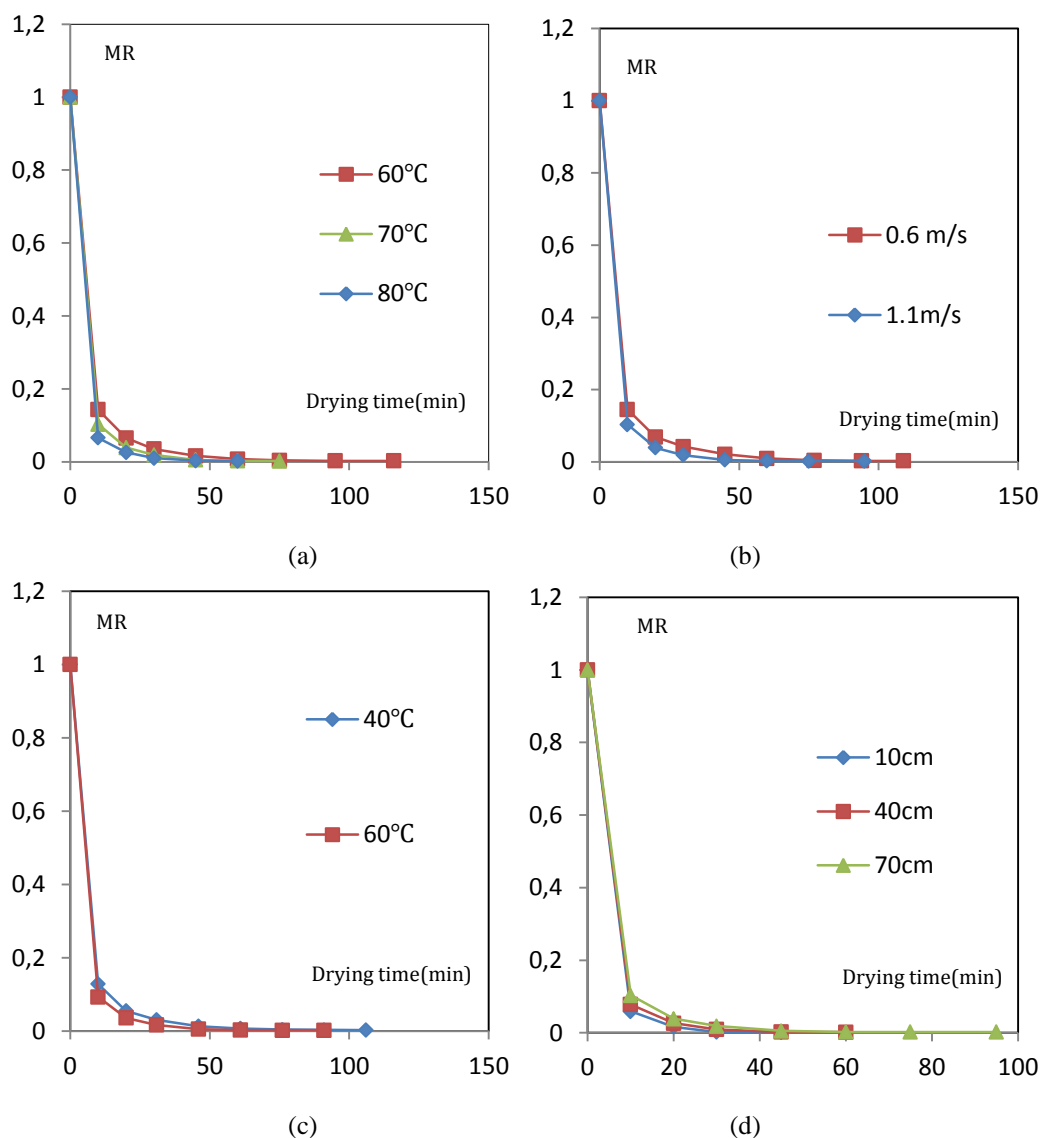 1,2
MR
1
0,8
0,6
0,4
0,2
0
60℃
70℃
80℃
Drying time(min)
0 50 100 150
(a)
1,2
MR
1
0,8
0,6
0,4
0,2
0
0.6 m/s
1.1m/s
Drying time(min)
0 50 100 150
(b)
1,2
MR
1
0,8
0,6
0,4
0,2
0
40℃
60℃
Drying time(min)
0 50 100 150
(c)
1,2
MR
1
0,8
0,6
0,4
0,2
0
10cm
40cm
70cm
Drying time(min)
0 20 40 60 80 100
(d)